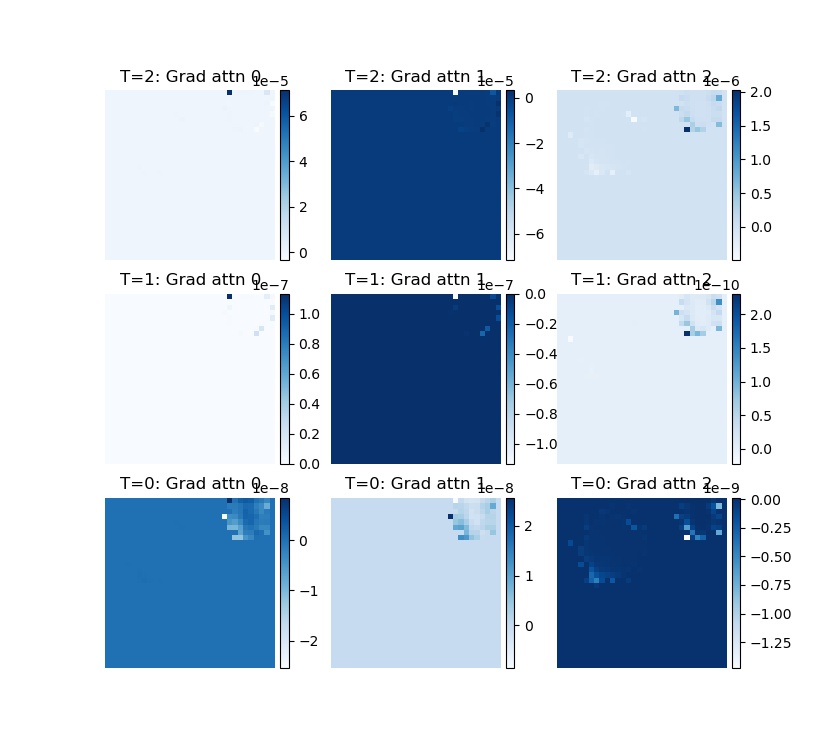 T=2: Grad attn 0
1e−5
6
4
2
0
T=2: Grad attn 1
1e−5
0
−2
−4
−6
T=2: Grad attn 2
1e−6
2.0
1.5
1.0
0.5
0.0
T=1: Grad attn 0
1e−7
1.0
0.8
0.6
0.4
0.2
0.0
T=1: Grad attn 1
1e−7
0.0
−0.2
−0.4
−0.6
−0.8
−1.0
T=1: Grad attn 2
1e−10
2.0
1.5
1.0
0.5
0.0
T=0: Grad attn 0
1e−8
0
−1
−2
T=0: Grad attn 1
1e−8
2
1
0
T=0: Grad attn 2
1e−9
0.00
−0.25
−0.50
−0.75
−1.00
−1.25